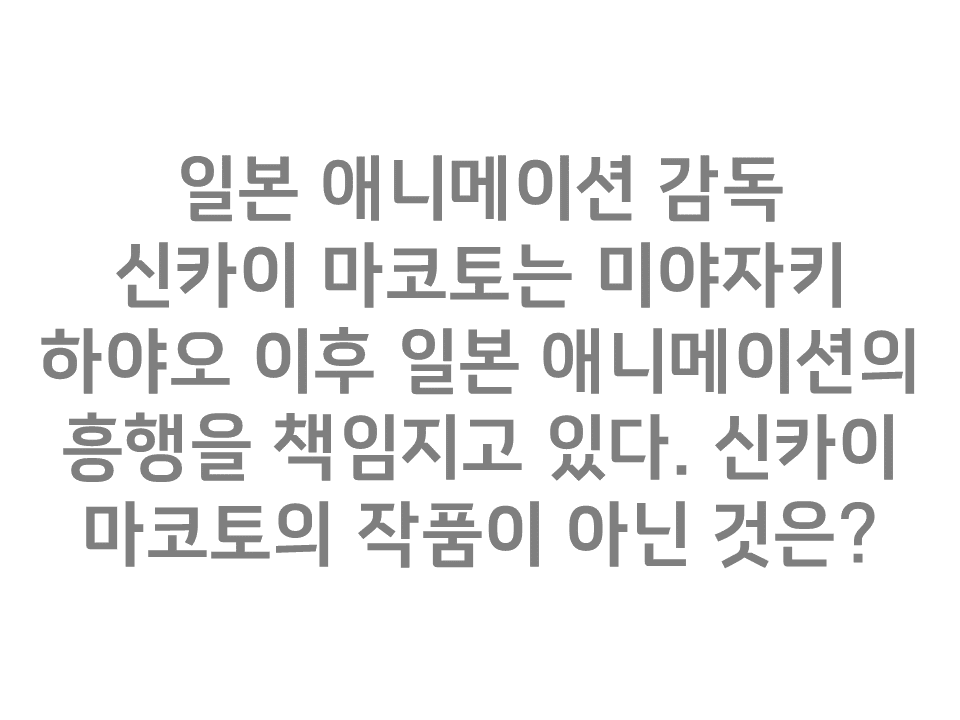 일본 애니메이션 감독
신카이 마코토는 미야자키
하야오 이후 일본 애니메이션의
흥행을 책임지고 있다. 신카이
마코토의 작품이 아닌 것은?